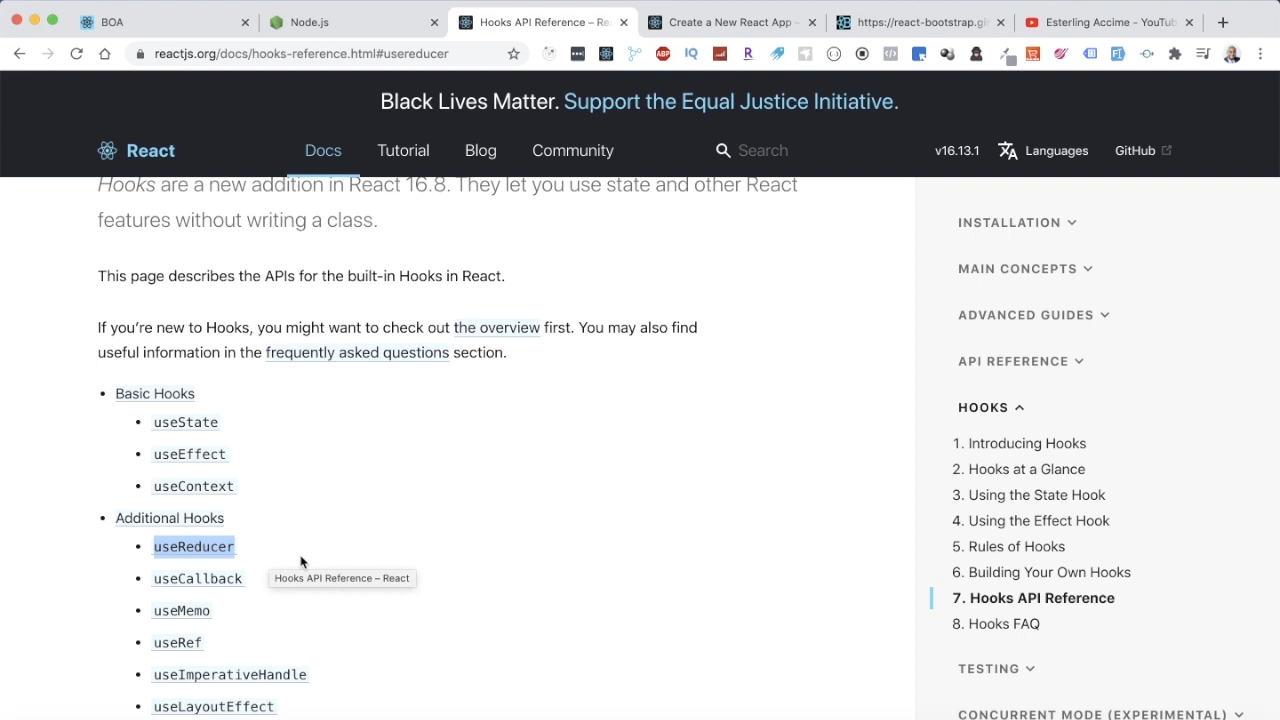 BOA
Node.js
Hooks API Reference – Re
Create a New React App –
https://react-bootstrap.git
Esterling Accime - YouTub
reactjs.org/docs/hooks-reference.html#usereducer
Black Lives Matter. Support the Equal Justice Initiative.
React
Docs
Tutorial
Blog
Community
Search
v16.13.1
Languages
GitHub
Hooks are a new addition in React 16.8. They let you use state and other React
features without writing a class.
This page describes the APIs for the built-in Hooks in React.
If you’re new to Hooks, you might want to check out the overview first. You may also find
useful information in the frequently asked questions section.
• Basic Hooks
• useState
• useEffect
• useContext
• Additional Hooks
• useReducer
• useCallback
• useMemo
• useRef
• useImperativeHandle
• useLayoutEffect
Hooks API Reference – React
INSTALLATION
MAIN CONCEPTS
ADVANCED GUIDES
API REFERENCE
HOOKS
1. Introducing Hooks
2. Hooks at a Glance
3. Using the State Hook
4. Using the Effect Hook
5. Rules of Hooks
6. Building Your Own Hooks
7. Hooks API Reference
8. Hooks FAQ
TESTING
CONCURRENT MODE (EXPERIMENTAL)